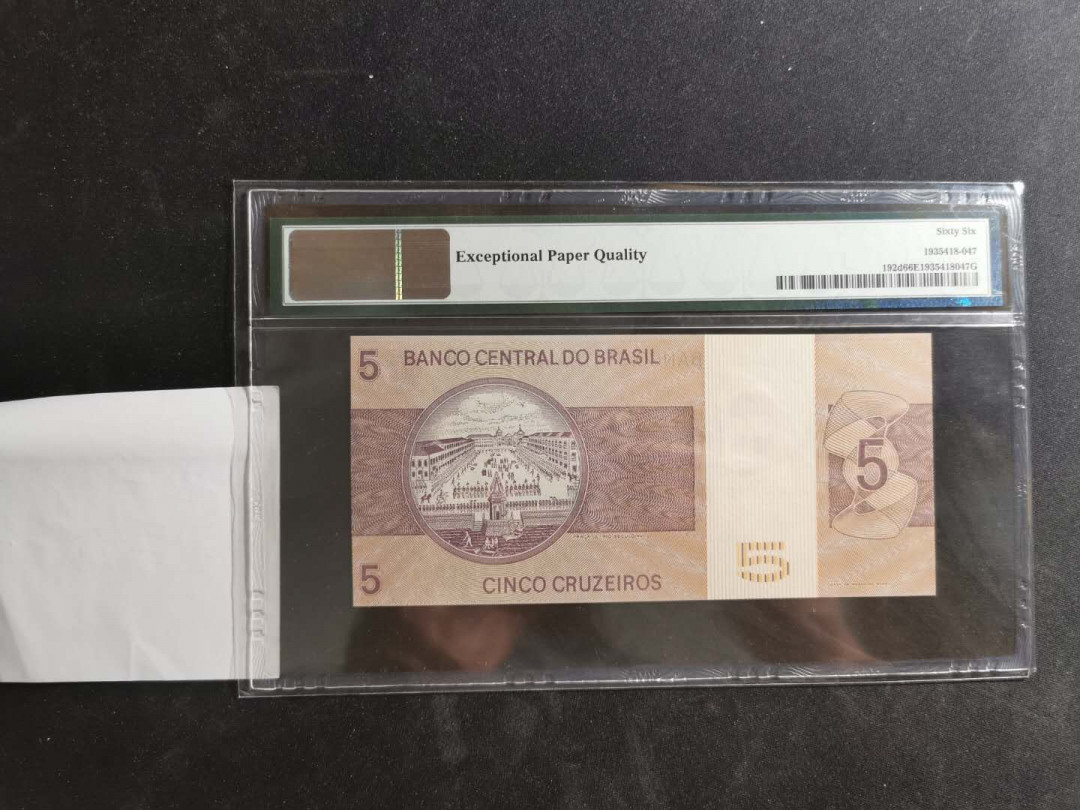 Sixty Six
Exceptional Paper Quality
1935418-047
192d66E1935418047G
5 BANCO CENTRAL DO BRASIL
5
5
5 CINCO CRUZEIROS